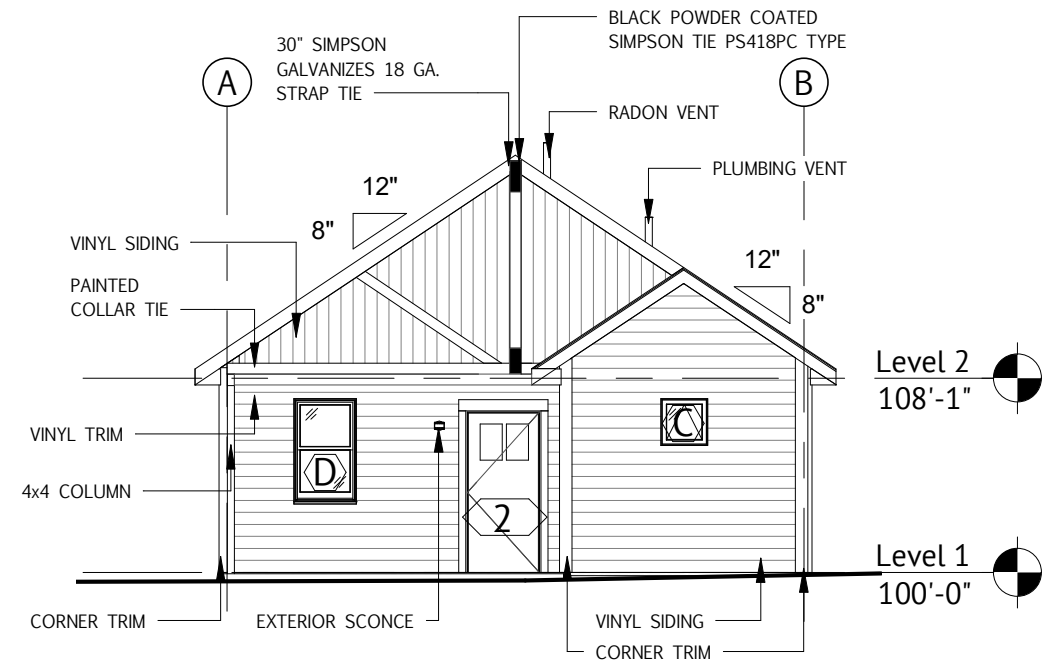 BLACK POWDER COATED
SIMPSON TIE PS418PC TYPE
30" SIMPSON
GALVANIZES 18 GA.
STRAP TIE
A
B
RADON VENT
PLUMBING VENT
12"
8"
VINYL SIDING
12"
8"
PAINTED
COLLAR TIE
Level 2
108'-1"
VINYL TRIM
C
D
4x4 COLUMN
2
Level 1
100'-0"
CORNER TRIM
EXTERIOR SCONCE
VINYL SIDING
CORNER TRIM